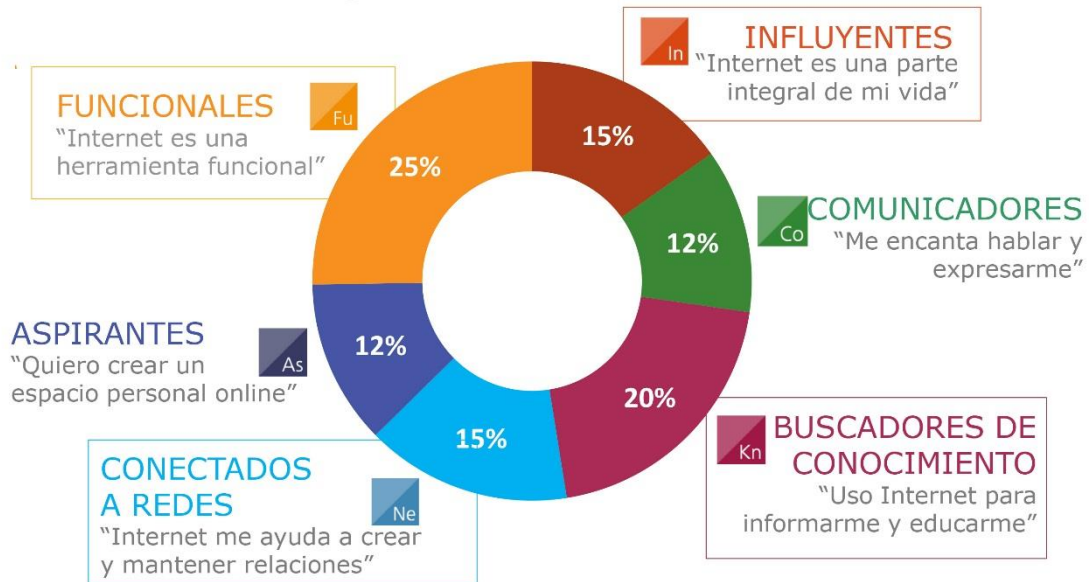 INFLUYENTES
In
“Internet es una parte
integral de mi vida”
FUNCIONALES
Fu
“Internet es una
herramienta funcional”
15%
25%
COMUNICADORES
Co
“Me encanta hablar y
expresarme”
12%
ASPIRANTES
As
“Quiero crear un
espacio personal online”
12%
20%
15%
BUSCADORES DE
CONOCIMIENTO
Kn
“Uso Internet para
informarme y educarme”
CONECTADOS
A REDES
Ne
“Internet me ayuda a crear
y mantener relaciones”